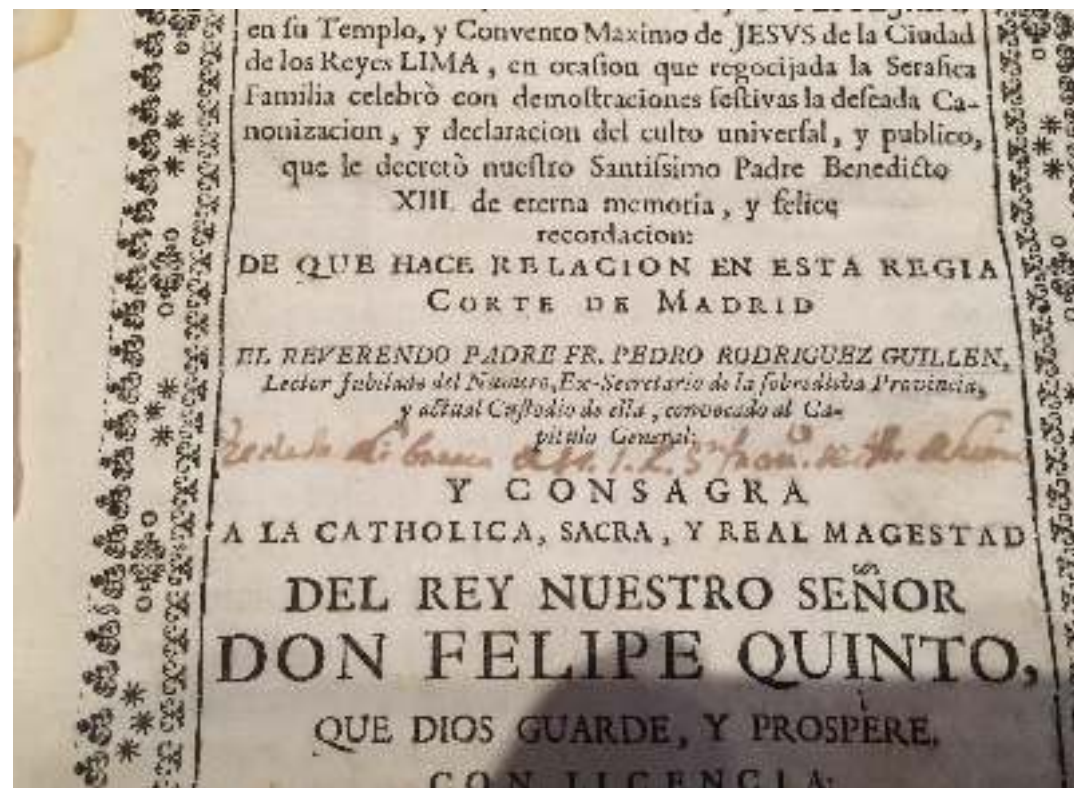 en ſu Templo, y Convento Maximo de JESVS de la Ciudad
de los Reyes LIMA, en ocaſion que regocijada la Serafica
Familia celebrò con demoſtraciones feſtivas la deſeada Ca-
nonizacion, y declaracion del culto univerſal, y publico,
que le decretò nueſtro Santiſsimo Padre Benedicto
XIII. de eterna memoria, y felice
recordacion:
DE QUE HACE RELACION EN ESTA REGIA
CORTE DE MADRID
EL REVERENDO PADRE FR. PEDRO RODRIGUEZ GUILLEN,
Lector Jubilado del Numero, Ex-Secretario de la ſobredicha Provincia,
y actual Cuſtodio de ella, convocado al Ca-
pitulo General:
Y CONSAGRA
A LA CATHOLICA, SACRA, Y REAL MAGESTAD
DEL REY NUESTRO SEÑOR
DON FELIPE QUINTO,
QUE DIOS GUARDE, Y PROSPERE.
CON LICENCIA: